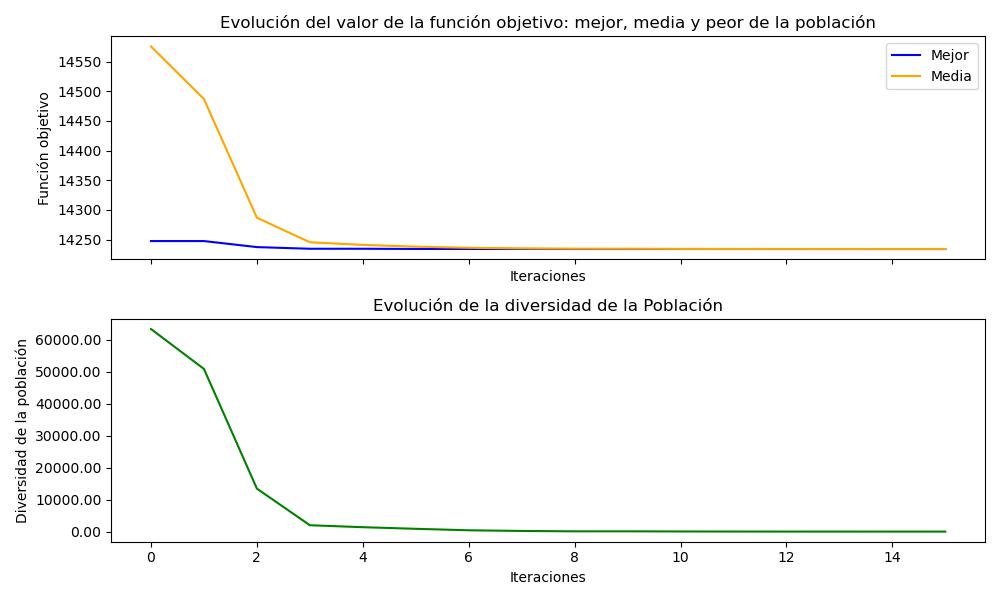 Evolución del valor de la función objetivo: mejor, media y peor de la población
Función objetivo
14550
14500
14450
14400
14350
14300
14250
Mejor
Media
Iteraciones
Evolución de la diversidad de la Población
Diversidad de la población
60000.00
50000.00
40000.00
30000.00
20000.00
10000.00
0.00
0 2 4 6 8 10 12 14
Iteraciones